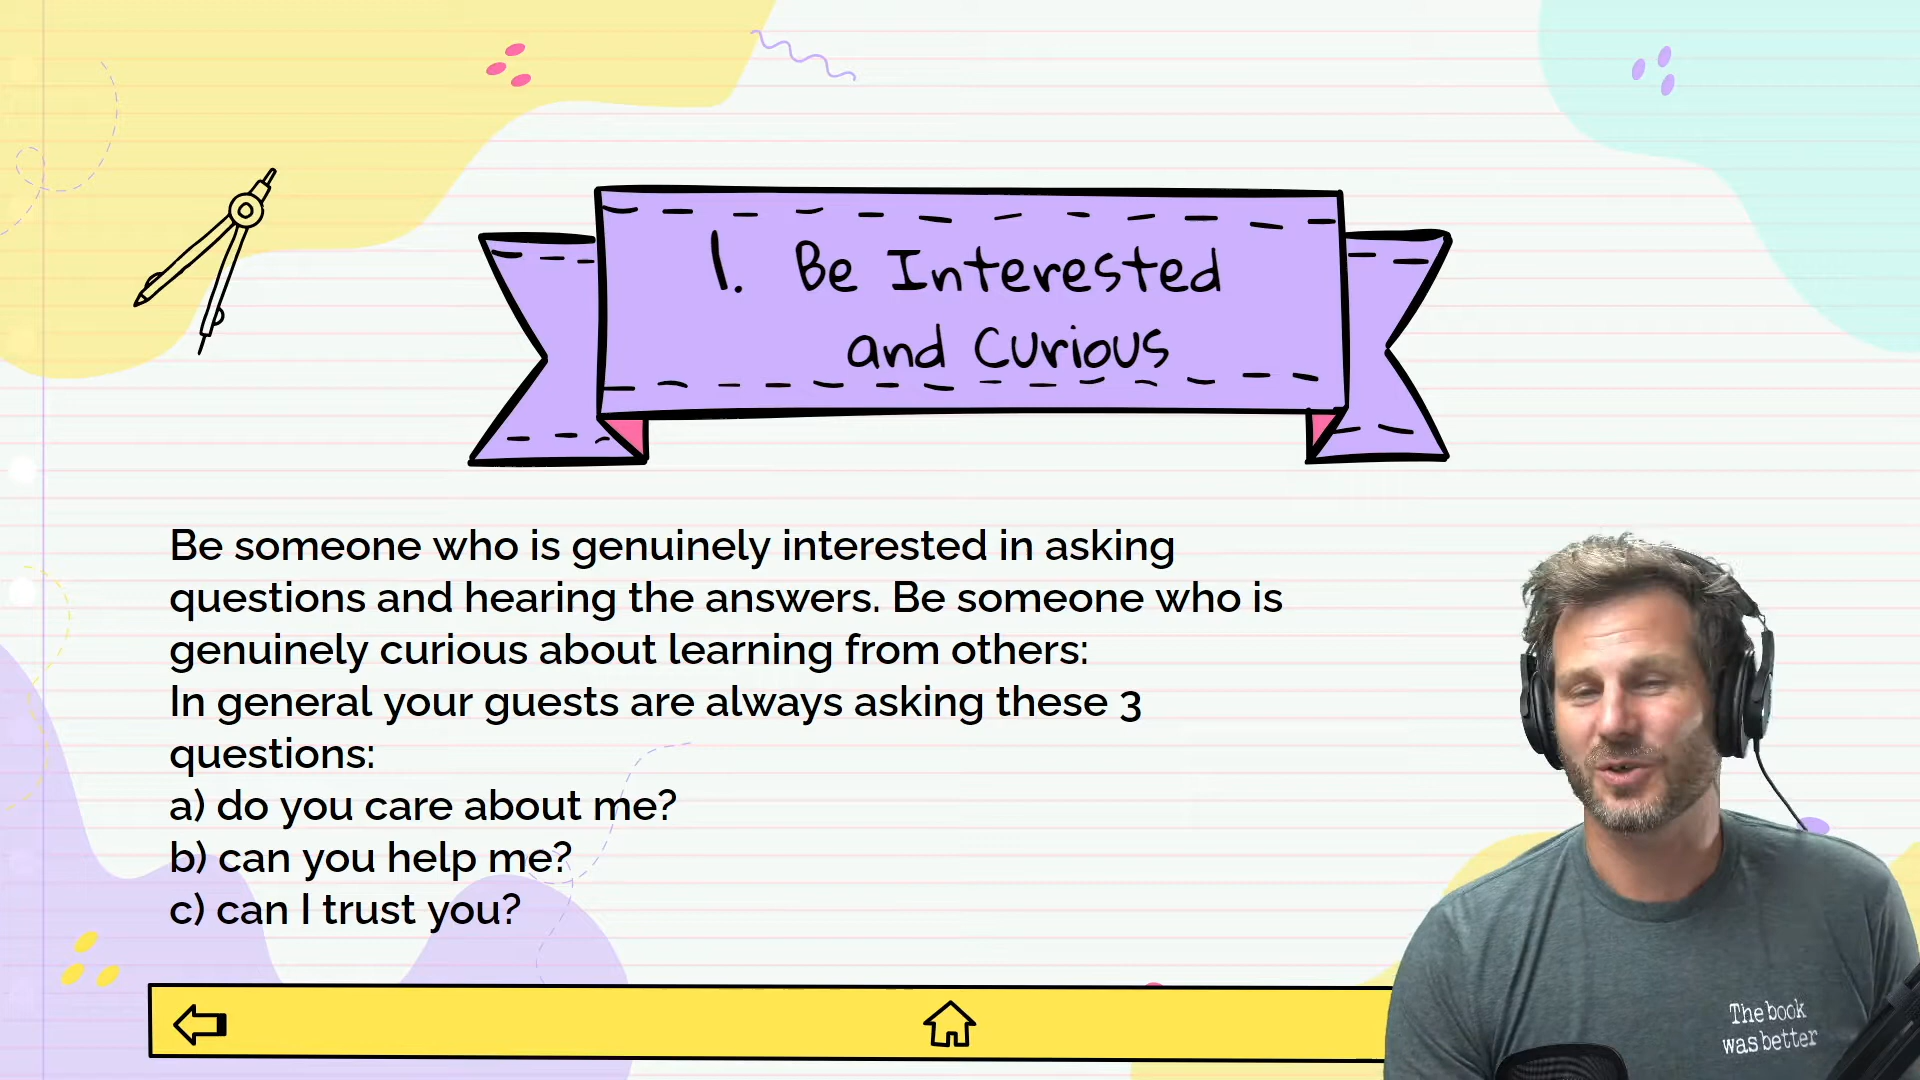 1. Be Interested
and Curious
Be someone who is genuinely interested in asking
questions and hearing the answers. Be someone who is
genuinely curious about learning from others:
In general your guests are always asking these 3
questions:
a) do you care about me?
b) can you help me?
c) can I trust you?
The book
was better